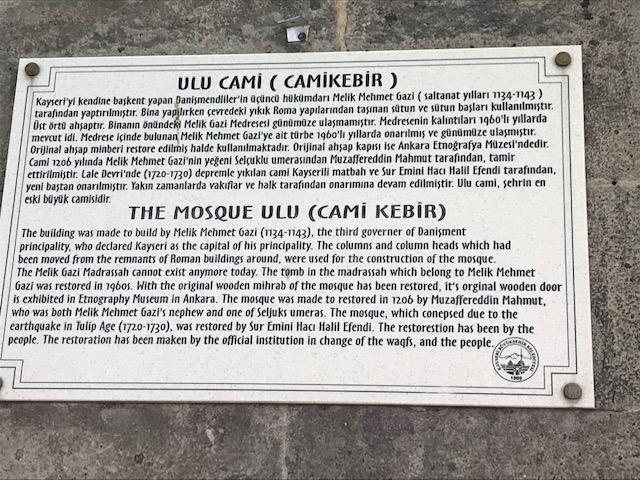 ULU CAMİ ( CAMİKEBİR )
Kayseri'yi kendine başkent yapan Danişmendliler'in üçüncü hükümdarı Melik Mehmet Gazi ( saltanat yılları 1134-1143 )
tarafından yaptırılmıştır. Bina yapılırken çevredeki yıkık Roma yapılarından taşınan sütun ve sütun başları kullanılmıştır.
Üst örtü ahşaptır. Binanın önündeki Melik Gazi Medresesi günümüze ulaşmamıştır. Medresenin kalıntıları 1960'lı yıllarda
mevcut idi. Medrese içinde bulunan Melik Mehmet Gazi'ye ait türbe 1960'lı yıllarda onarılmış ve günümüze ulaşmıştır.
Orijinal ahşap minberi restore edilmiş halde kullanılmaktadır. Orijinal ahşap kapısı ise Ankara Etnoğrafya Müzesi'ndedir.
Cami 1206 yılında Melik Mehmet Gazi'nin yeğeni Selçuklu umerasından Muzaffereddin Mahmut tarafından, tamir
ettirilmiştir. Lale Devri'nde (1720-1730) depremle yıkılan cami Kayserili matbah ve Sur Emini Hacı Halil Efendi tarafından,
yeni baştan onarılmıştır. Yakın zamanlarda vakıflar ve halk tarafından onarımına devam edilmiştir. Ulu cami, şehrin en
eski büyük camisidir.
THE MOSQUE ULU (CAMİ KEBİR)
The building was made to build by Melik Mehmet Gazi (1134-1143), the third governer of Danişment
principality, who declared Kayseri as the capital of his principality. The columns and column heads which had
been moved from the remnants of Roman buildings around, were used for the construction of the mosque.
The Melik Gazi Madrassah cannot exist anymore today. The tomb in the madrassah which belong to Melik Mehmet
Gazi was restored in 1960s. With the original wooden mihrab of the mosque has been restored, it's orginal wooden door
is exhibited in Etnography Museum in Ankara. The mosque was made to restored in 1206 by Muzaffereddin Mahmut,
who was both Melik Mehmet Gazi's nephew and one of Seljuks umeras. The mosque, which conepsed due to the
earthquake in Tulip Age (1720-1730), was restored by Sur Emini Hacı Halil Efendi. The restorestion has been by the
people. The restoration has been maken by the official institution in change of the waqfs, and the people.
KAYSERİ BÜYÜKŞEHİR BELEDİYESİ
1869